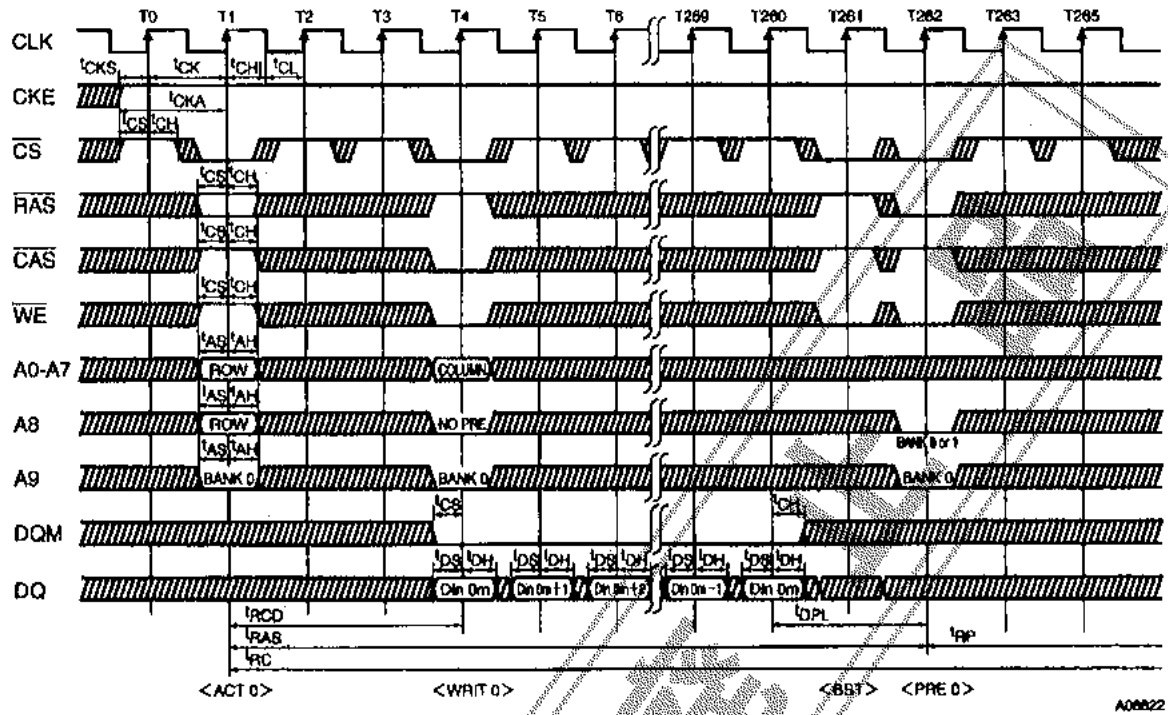 T0 T1 T2 T3 T4 T5 T6 T259 T260 T261 T262 T263 T265
CLK
tCKS tCK tCHI tCL
CKE
tCKA
tCS tCH
CS
tCS tCH
RAS
tCS tCH
CAS
tCS tCH
WE
tAS tAH
A0-A7 ROW COLUMN
tAS tAH
A8 ROW NO PRE
tAS tAH BANK 0 or 1
A9 BANK 0 BANK 0 BANK 0
tCS tCH
DQM
tDS tDH tDS tDH tDS tDH tDS tDH tDS tDH
DQ Din 0m Din 0m+1 Din 0m+2 Din 0m-1 Din 0m
tRCD tDPL
tRAS tRP
tRC
<ACT 0> <WRIT 0> <BST> <PRE 0>
A08822